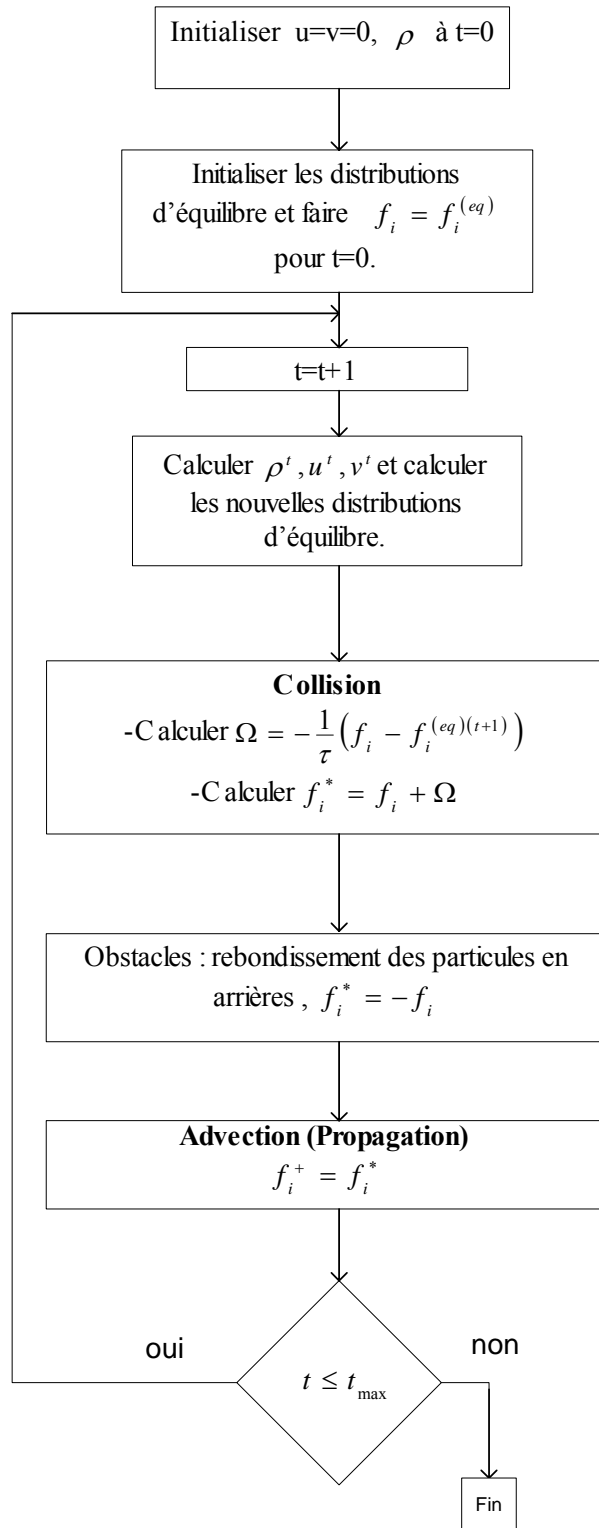 Initialiser u=v=0, ρ à t=0
Initialiser les distributions
d'équilibre et faire f_i = f_i^(eq)
pour t=0.
t=t+1
Calculer ρ^t, u^t, v^t et calculer
les nouvelles distributions
d'équilibre.
Collision
-Calculer Ω = -1/τ (f_i - f_i^(eq)(t+1))
-Calculer f_i^* = f_i + Ω
Obstacles : rebondissement des particules en
arrières , f_i^* = -f_i
Advection (Propagation)
f_i^+ = f_i^*
oui
non
t ≤ t_max
Fin